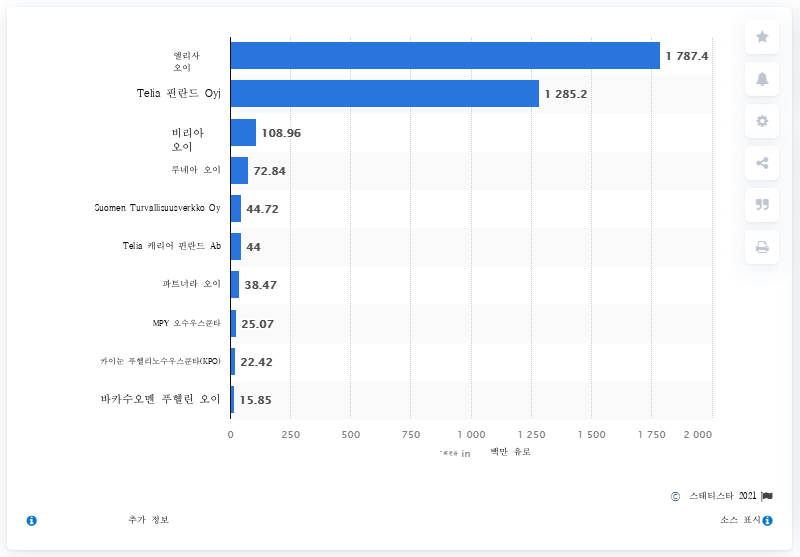 엘리사
오이
1 787.4
Telia 핀란드 Oyj
1 285.2
비리아
오이
108.96
루네아 오이
72.84
Suomen Turvallisuusverkko Oy
44.72
Telia 캐리어 핀란드 Ab
44
파트너라 오이
38.47
MPY 오수우스쿤타
25.07
카이눈 푸헬리노수우스쿤타(KPO)
22.42
바카수오멘 푸헬린 오이
15.85
0 250 500 750 1 000 1 250 1 500 1 750 2 000
in 백만 유로
© 스태티스타 2021
추가 정보
소스 표시